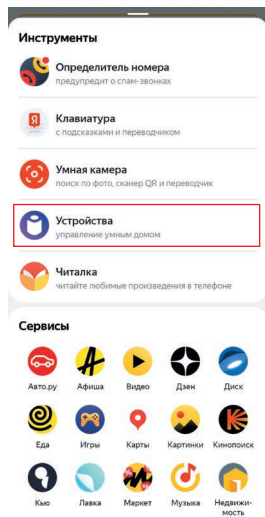 Инструменты
Определитель номера
предупредит о спам-звонках
Клавиатура
с подсказками и переводчиком
Умная камера
поиск по фото, сканер QR и переводчик
Устройства
управление умным домом
Читалка
читайте любимые произведения в телефоне
Сервисы
Авто.ру Афиша Видео Дзен Диск
Еда Игры Карты Картинки Кинопоиск
Кью Лавка Маркет Музыка Недвижи-
мость